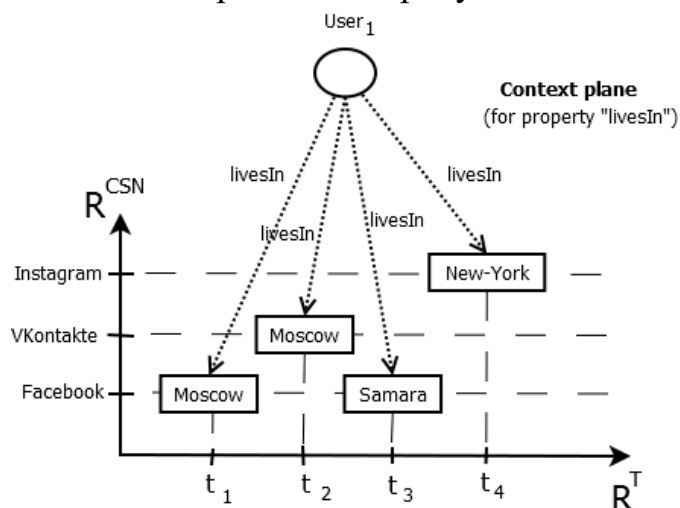 User1
Context plane
(for property "livesIn")
livesIn
livesIn
livesIn
livesIn
R^CSN
Instagram
New-York
VKontakte
Moscow
Facebook
Moscow
Samara
t1
t2
t3
t4
R^T